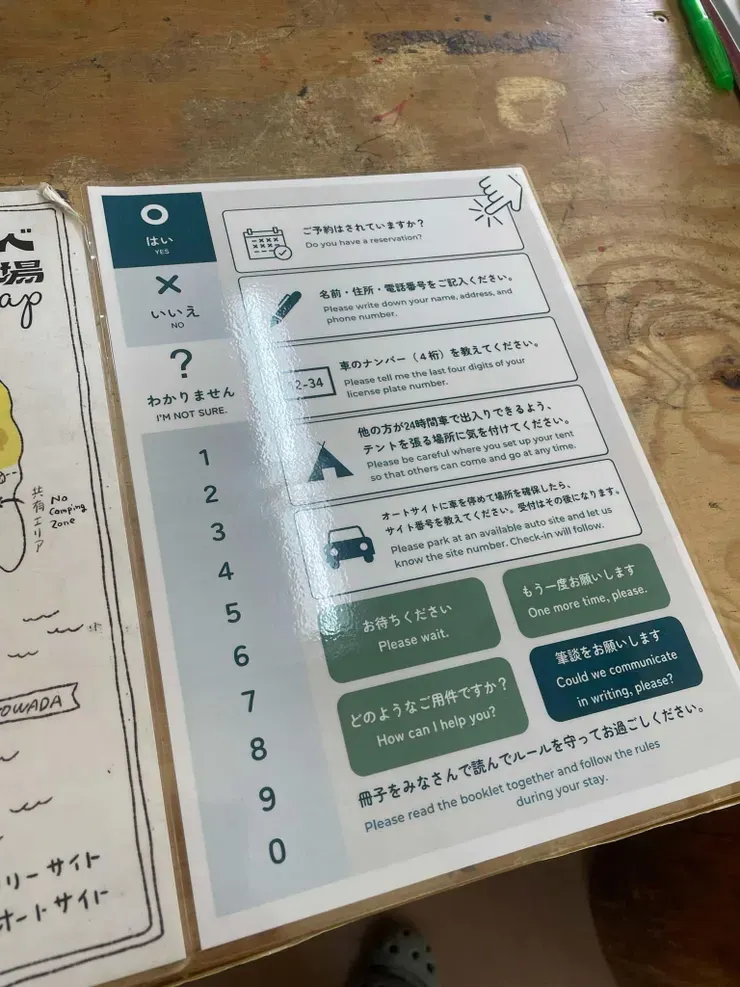 べ
場
ap
共有エリア
No
Camping
Zone
OWADA
リーサイト
オートサイト
はい
YES
いいえ
NO
?
わかりません
I'M NOT SURE.
1
2
3
4
5
6
7
8
9
0
ご予約はされていますか？
Do you have a reservation?
名前・住所・電話番号をご記入ください。
Please write down your name, address, and
phone number.
2-34
車のナンバー（４桁）を教えてください。
Please tell me the last four digits of your
license plate number.
他の方が24時間車で出入りできるよう、
テントを張る場所に気を付けてください。
Please be careful where you set up your tent
so that others can come and go at any time.
オートサイトに車を停めて場所を確保したら、
サイト番号を教えてください。受付はその後になります。
Please park at an available auto site and let us
know the site number. Check-in will follow.
お待ちください
Please wait.
もう一度お願いします
One more time, please.
どのようなご用件ですか？
How can I help you?
筆談をお願いします
Could we communicate
in writing, please?
冊子をみなさんで読んでルールを守ってお過ごしください。
Please read the booklet together and follow the rules
during your stay.